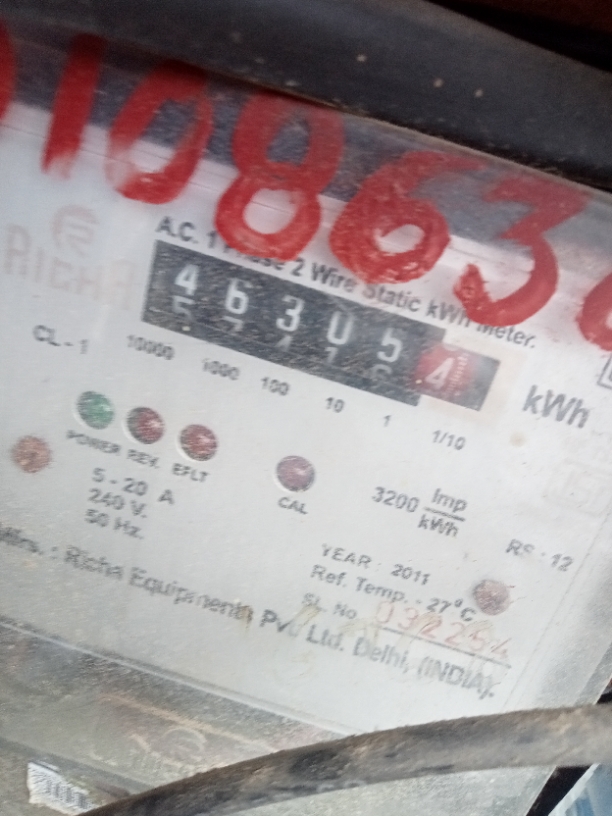 10863
RICHA
A.C. 1 Phase 2 Wire Static kWh Meter.
4 6 3 0 5 4
kWh
CL - 1
10000 1000 100 10 1 1/10
POWER REV. EFLT
CAL
5 - 20 A
240 V.
50 Hz.
3200 Imp/kWh
RS : 12
YEAR : 2011
Ref. Temp. - 27°C
Sr. No
Mfrs. : Richa Equipments Pvt. Ltd. Delhi, (INDIA).